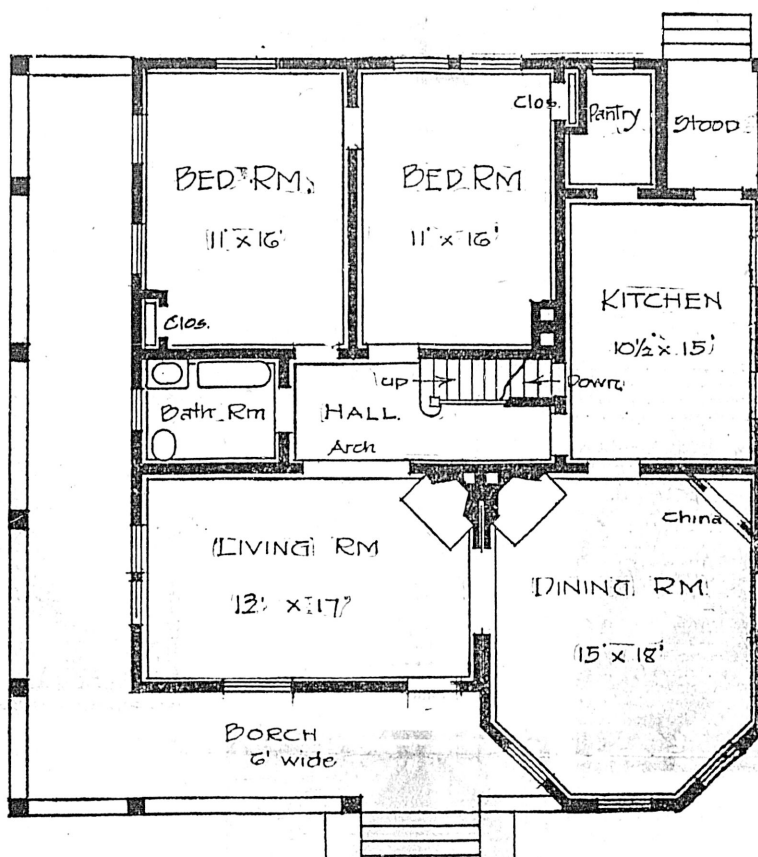 BED RM.
11' x 16'
BED RM
11' x 16'
Clos.
Pantry
Stoop
KITCHEN
10½' x 15'
Clos.
Bath Rm
HALL.
up
Down
Arch
LIVING RM
13' x 17'
China
DINING RM
15' x 18'
PORCH
6' wide